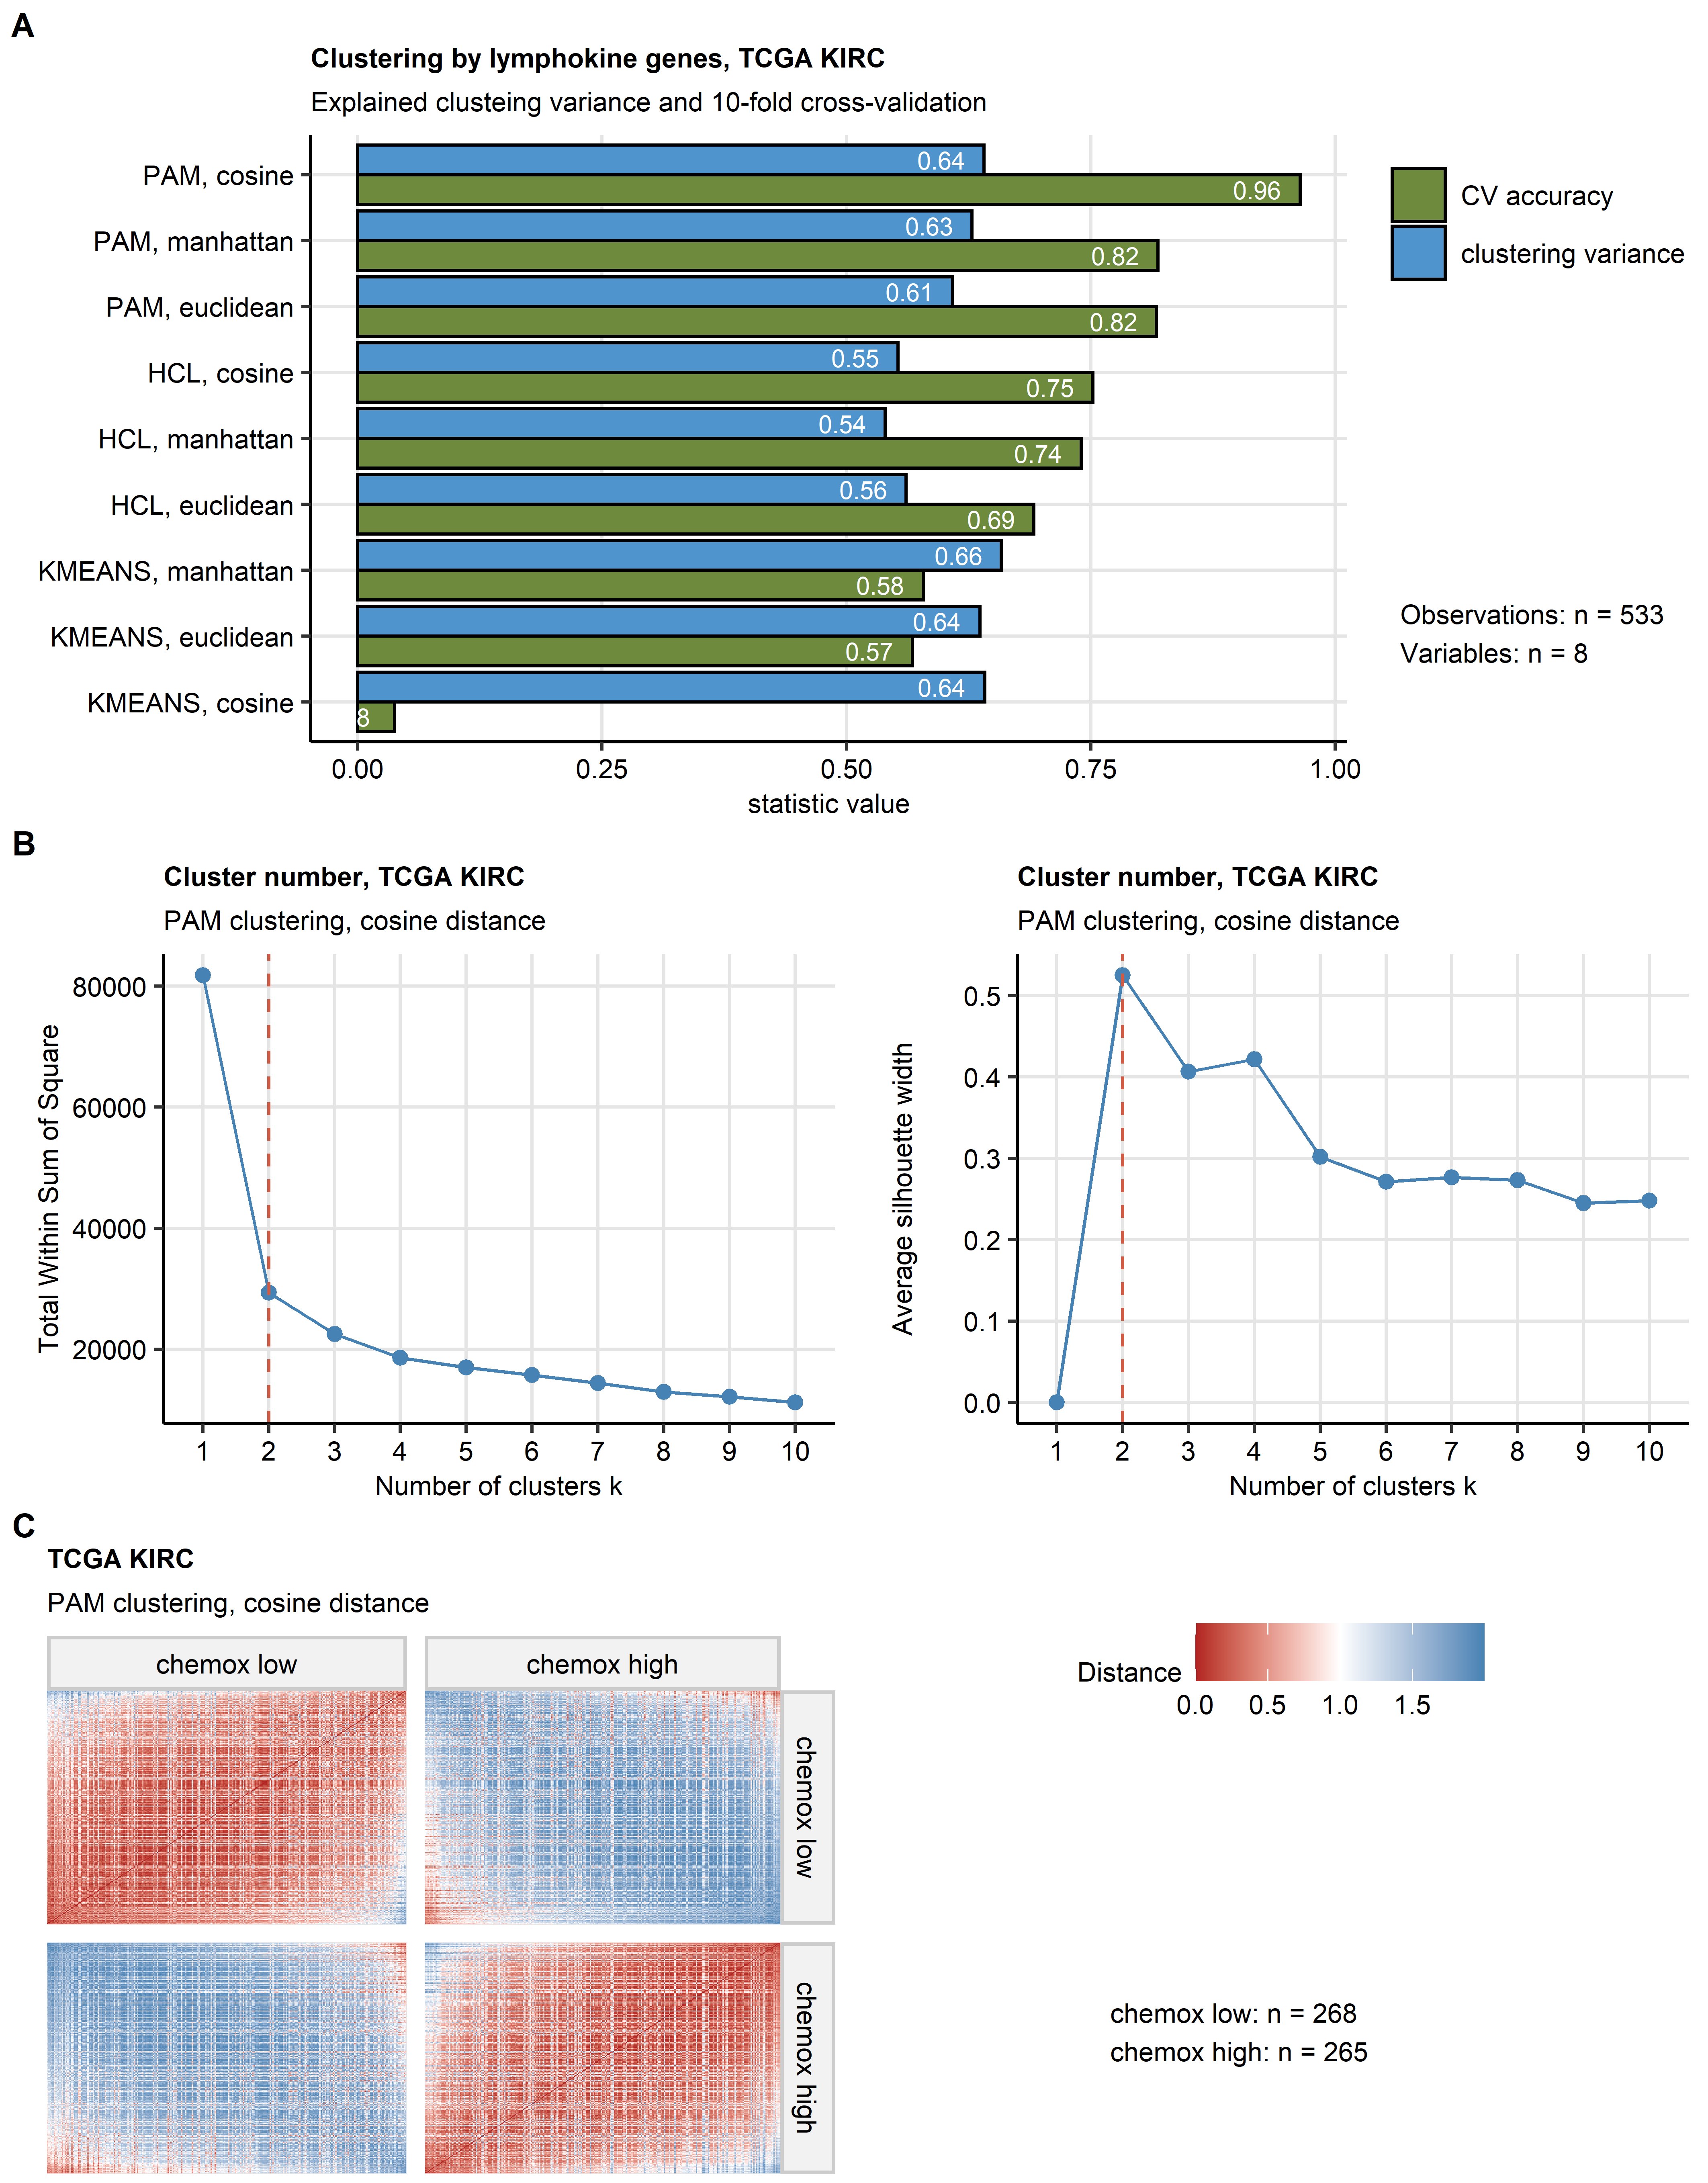 A
Clustering by lymphokine genes, TCGA KIRC
Explained clusteing variance and 10-fold cross-validation
PAM, cosine
0.64
0.96
PAM, manhattan
0.63
0.82
PAM, euclidean
0.61
0.82
HCL, cosine
0.55
0.75
HCL, manhattan
0.54
0.74
HCL, euclidean
0.56
0.69
KMEANS, manhattan
0.66
0.58
KMEANS, euclidean
0.64
0.57
KMEANS, cosine
0.64
8
0.00 0.25 0.50 0.75 1.00
statistic value
CV accuracy
clustering variance
Observations: n = 533
Variables: n = 8
B
Cluster number, TCGA KIRC
PAM clustering, cosine distance
Total Within Sum of Square
80000
60000
40000
20000
1 2 3 4 5 6 7 8 9 10
Number of clusters k
Cluster number, TCGA KIRC
PAM clustering, cosine distance
Average silhouette width
0.5
0.4
0.3
0.2
0.1
0.0
1 2 3 4 5 6 7 8 9 10
Number of clusters k
C
TCGA KIRC
PAM clustering, cosine distance
chemox low
chemox high
chemox low
chemox high
Distance
0.0 0.5 1.0 1.5
chemox low: n = 268
chemox high: n = 265